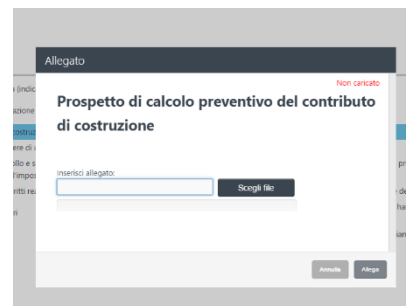 Allegato
Non caricato
Prospetto di calcolo preventivo del contributo
di costruzione
Inserisci allegato:
Scegli file
Annulla Allega